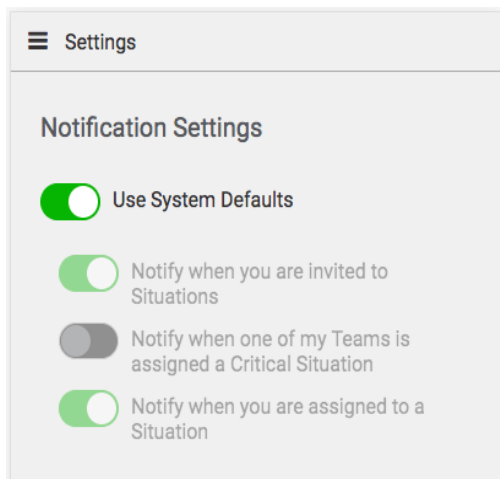 Settings
Notification Settings
Use System Defaults
Notify when you are invited to
Situations
Notify when one of my Teams is
assigned a Critical Situation
Notify when you are assigned to a
Situation